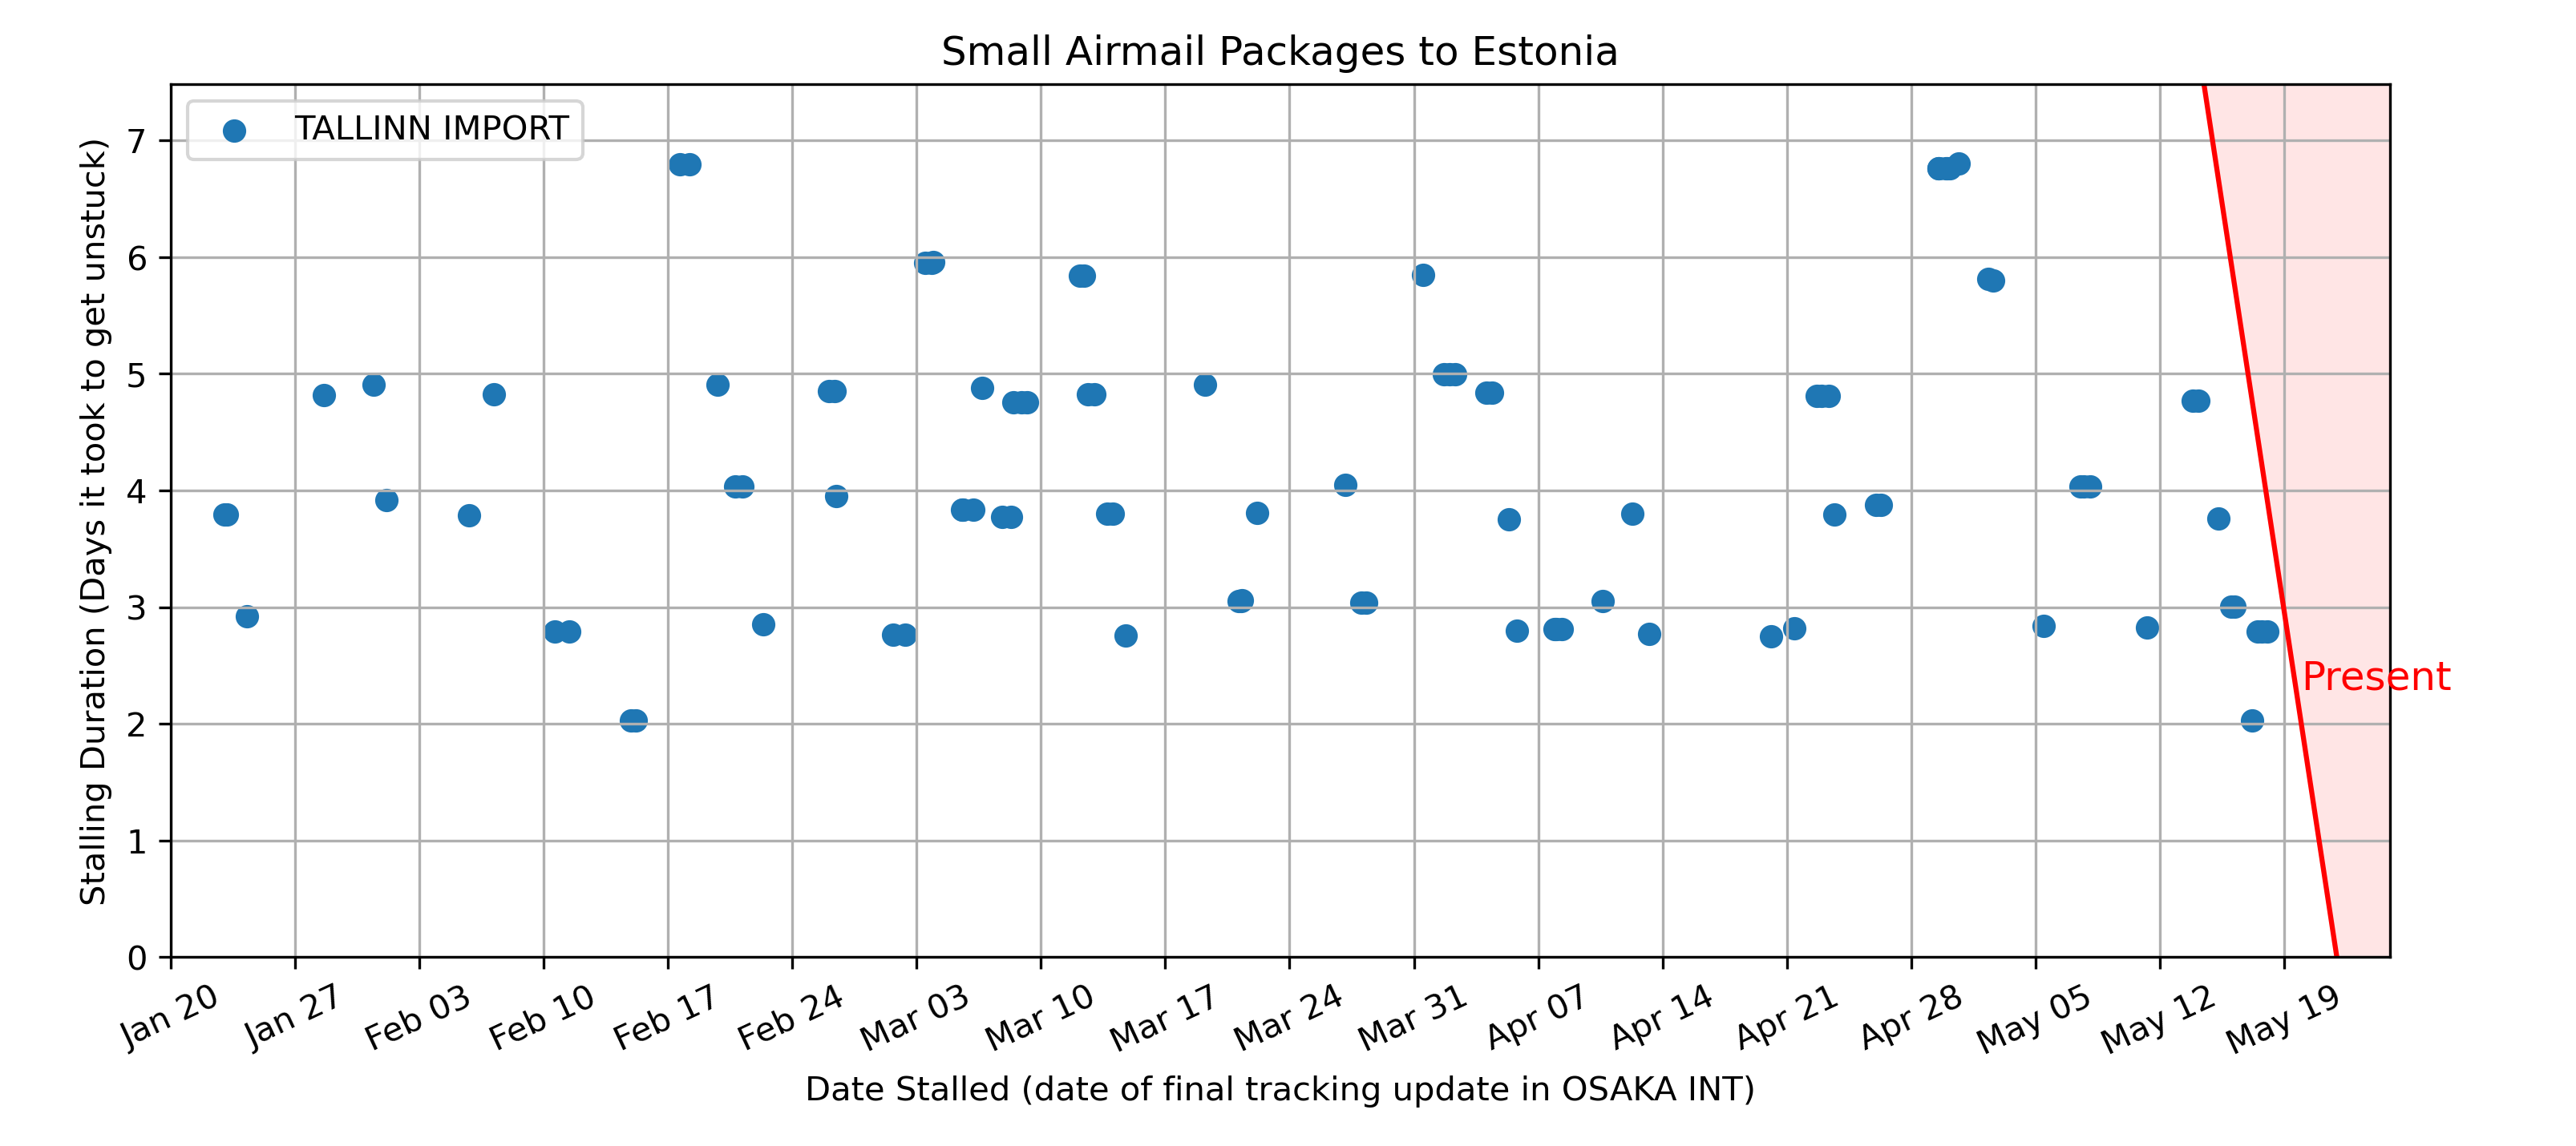 Small Airmail Packages to Estonia
TALLINN IMPORT
Stalling Duration (Days it took to get unstuck)
7
6
5
4
3
2
1
0
Present
Jan 20
Jan 27
Feb 03
Feb 10
Feb 17
Feb 24
Mar 03
Mar 10
Mar 17
Mar 24
Mar 31
Apr 07
Apr 14
Apr 21
Apr 28
May 05
May 12
May 19
Date Stalled (date of final tracking update in OSAKA INT)